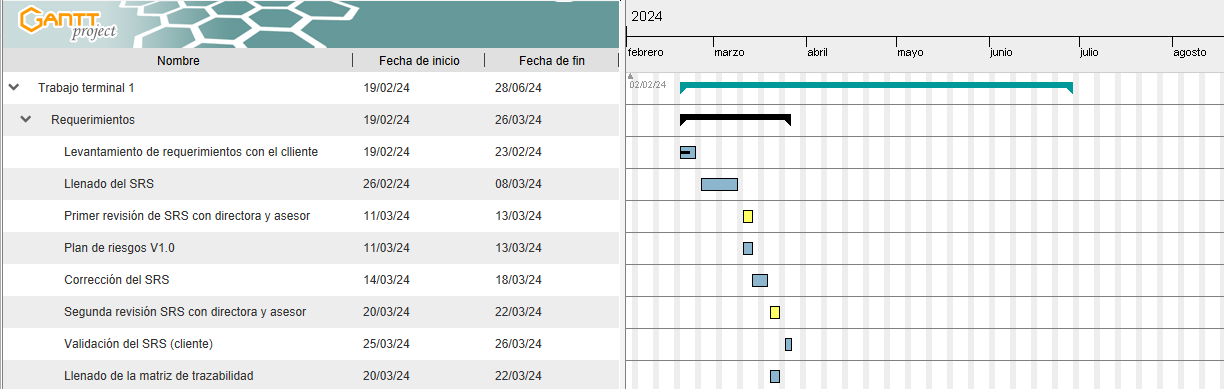 GANTT
project
2024
febrero marzo abril mayo junio julio agosto
Nombre Fecha de inicio Fecha de fin
Trabajo terminal 1 19/02/24 28/06/24 02/02/24
Requerimientos 19/02/24 26/03/24
Levantamiento de requerimientos con el clliente 19/02/24 23/02/24
Llenado del SRS 26/02/24 08/03/24
Primer revisión de SRS con directora y asesor 11/03/24 13/03/24
Plan de riesgos V1.0 11/03/24 13/03/24
Corrección del SRS 14/03/24 18/03/24
Segunda revisión SRS con directora y asesor 20/03/24 22/03/24
Validación del SRS (cliente) 25/03/24 26/03/24
Llenado de la matriz de trazabilidad 20/03/24 22/03/24